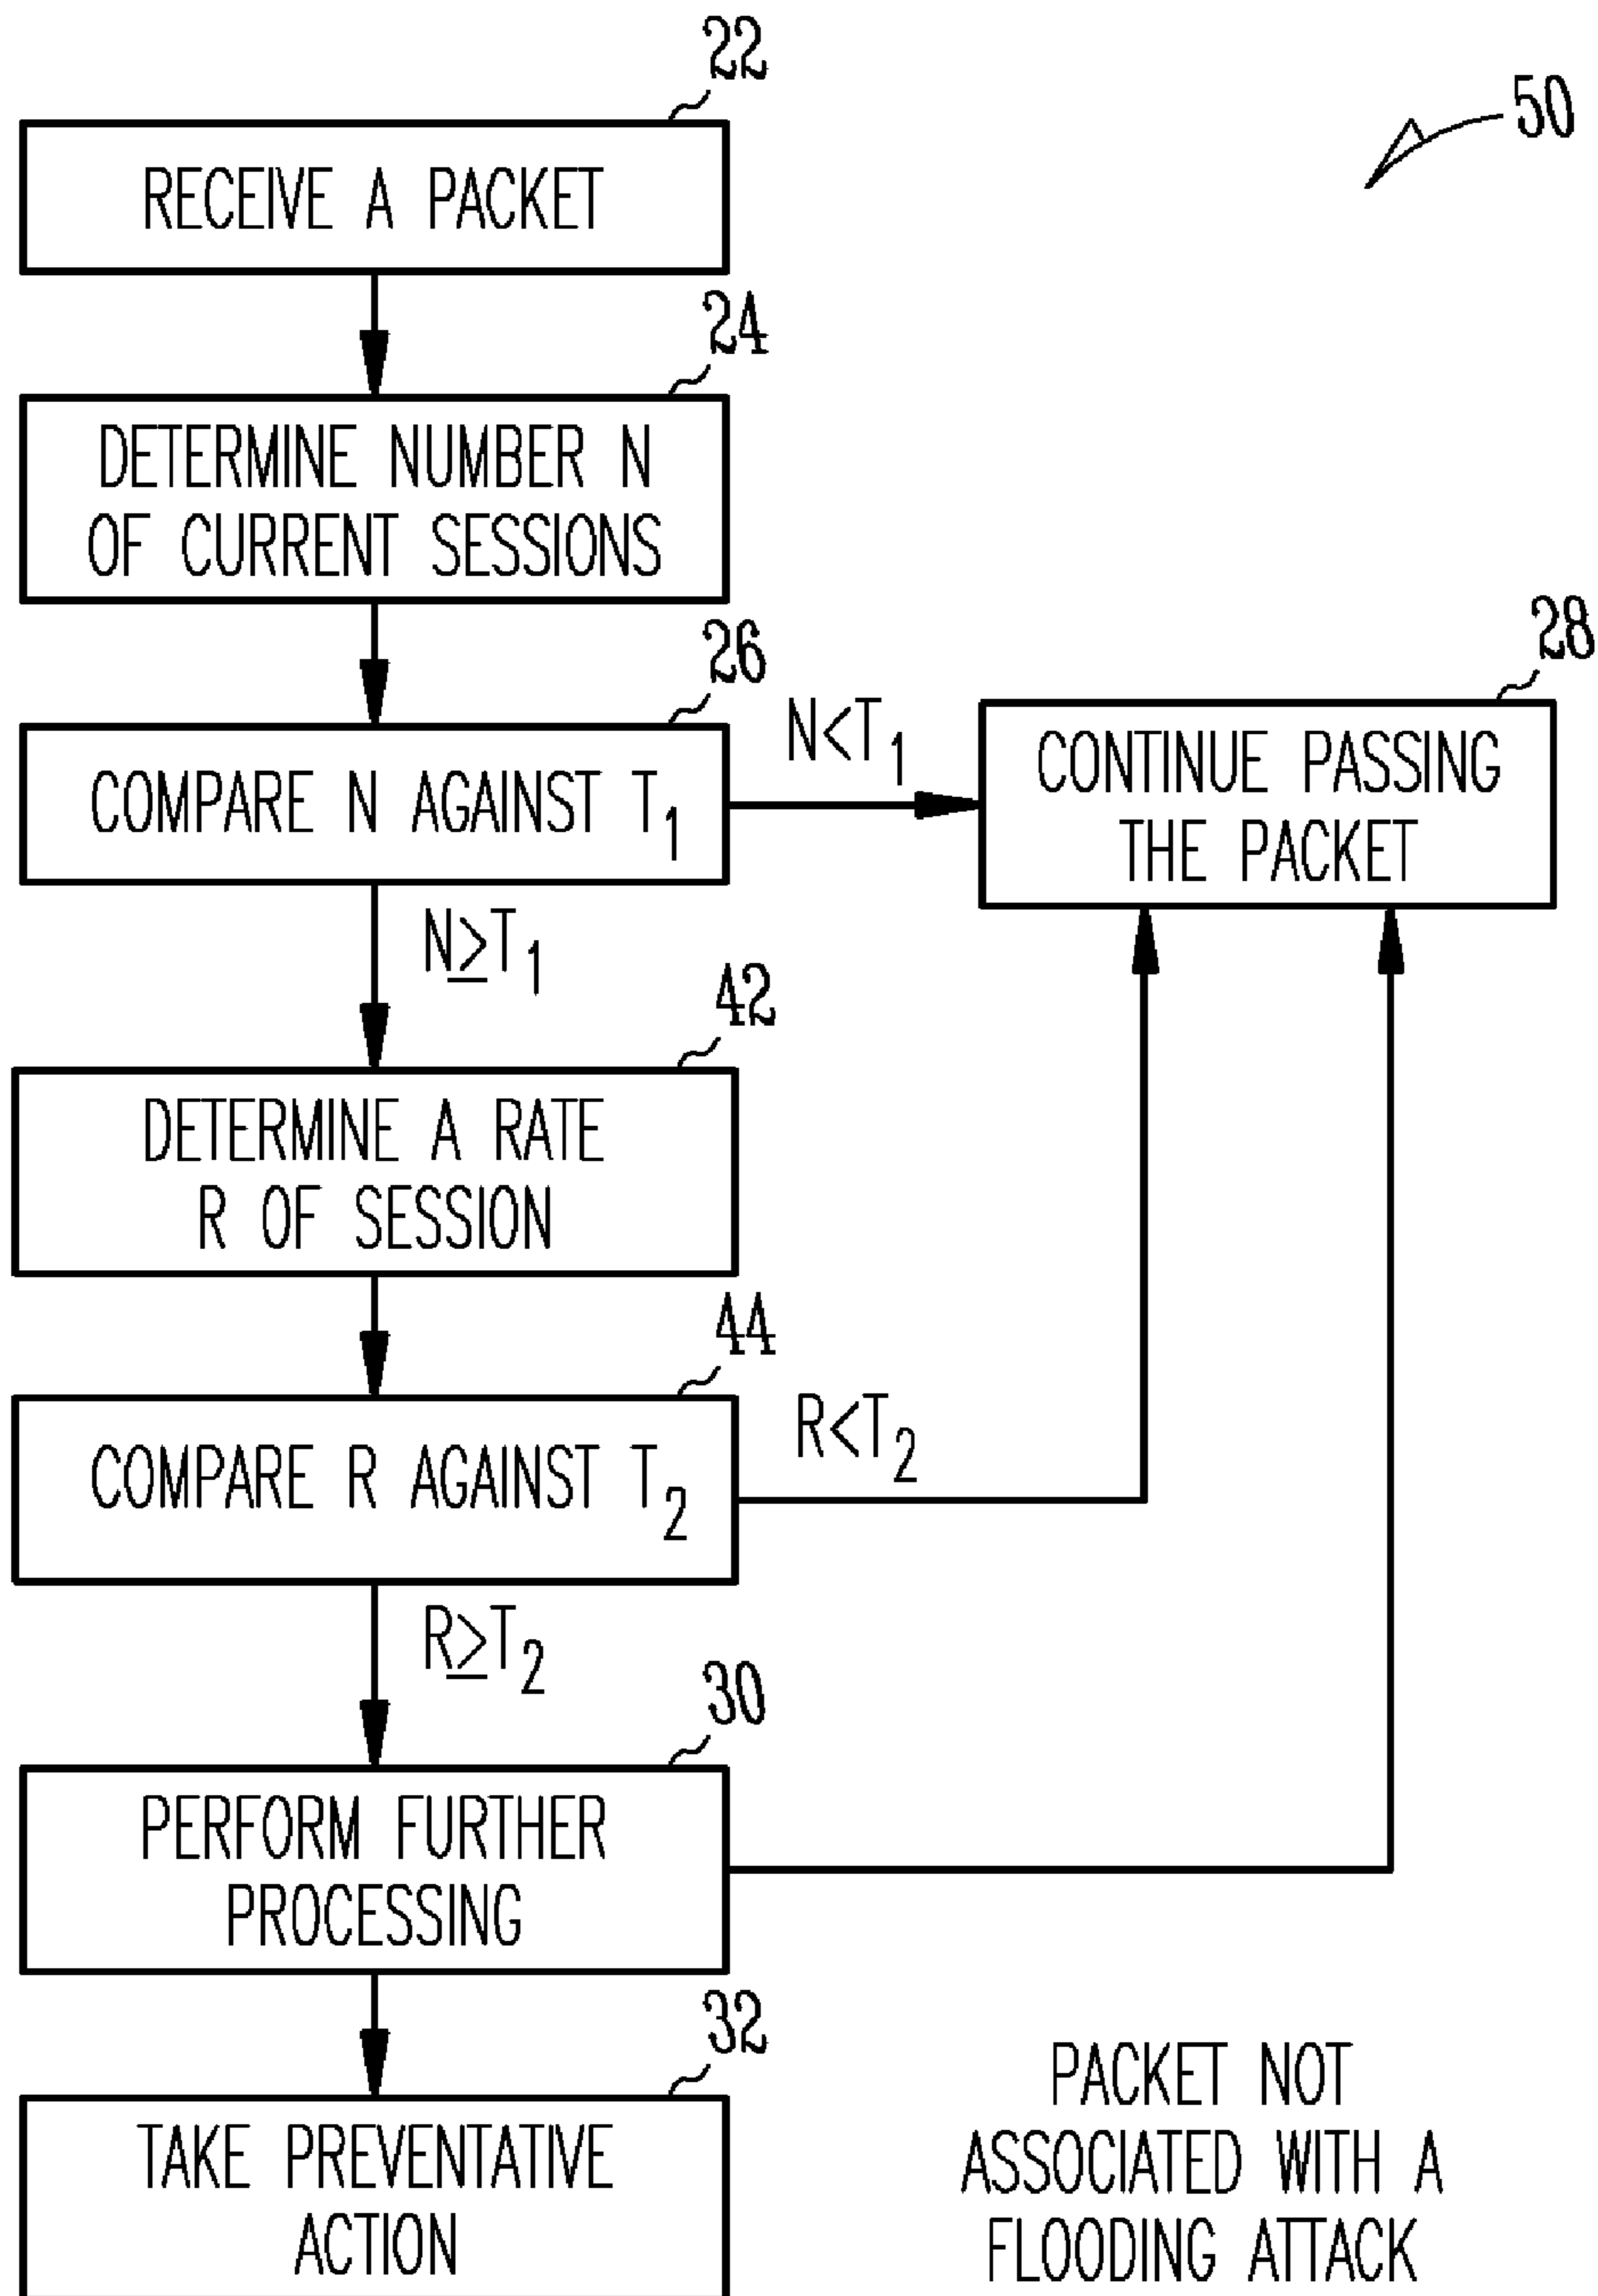 22
50
RECEIVE A PACKET
24
DETERMINE NUMBER N
OF CURRENT SESSIONS
26
28
N<T₁
COMPARE N AGAINST T₁
CONTINUE PASSING
THE PACKET
N≥T₁
42
DETERMINE A RATE
R OF SESSION
44
R<T₂
COMPARE R AGAINST T₂
R≥T₂
30
PERFORM FURTHER
PROCESSING
32
TAKE PREVENTATIVE
ACTION
PACKET NOT
ASSOCIATED WITH A
FLOODING ATTACK